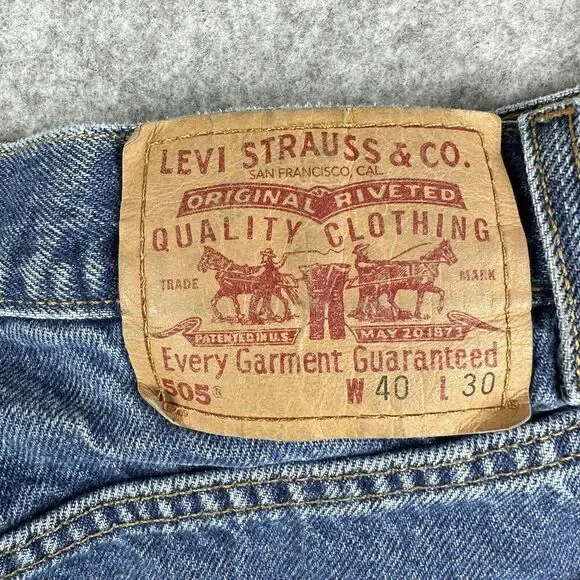 LEVI STRAUSS & CO.
SAN FRANCISCO, CAL.
ORIGINAL RIVETED
QUALITY CLOTHING
TRADE MARK
PATENTED IN U.S. MAY 20 1873
Every Garment Guaranteed
505® W 40 L 30 ®